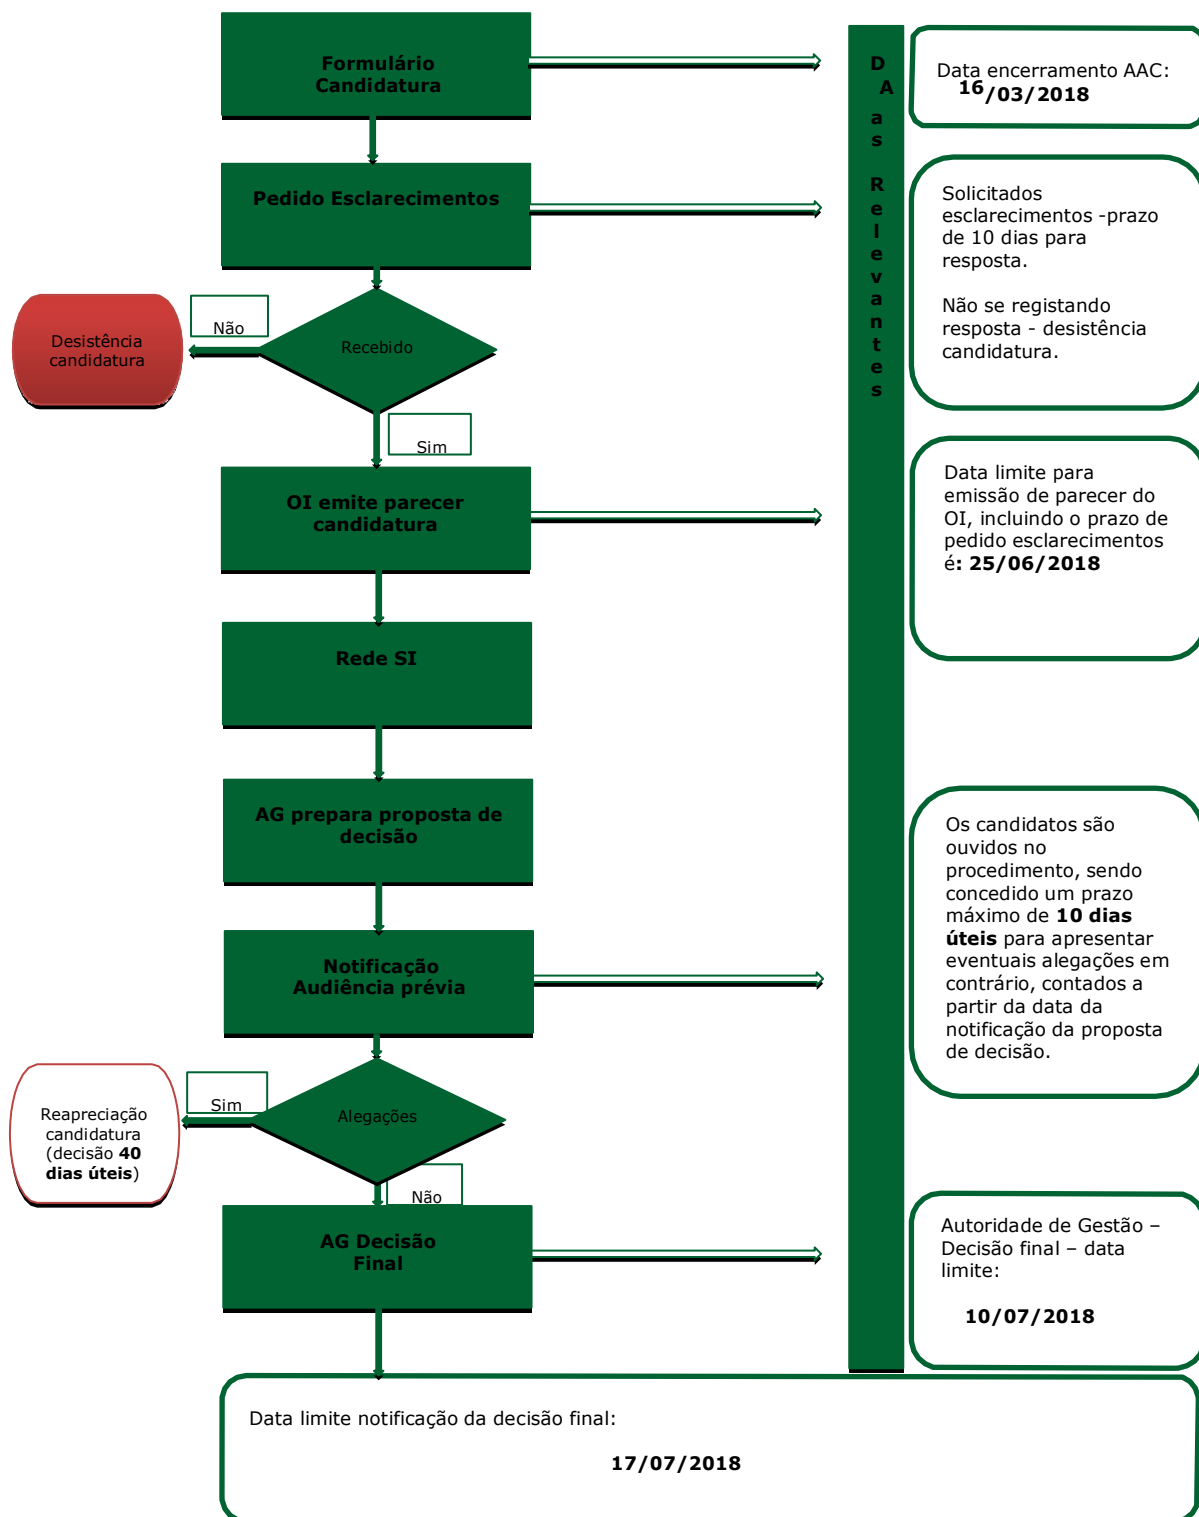 Formulário
Candidatura
Data encerramento AAC:
16/03/2018
D
A
a s
s
R
e
l
e
v
a
n
t
e
s
Pedido Esclarecimentos
Solicitados
esclarecimentos -prazo
de 10 dias para
resposta.
Não se registando
resposta - desistência
candidatura.
Não
Desistência
candidatura
Recebido
Sim
OI emite parecer
candidatura
Data limite para
emissão de parecer do
OI, incluindo o prazo de
pedido esclarecimentos
é: 25/06/2018
Rede SI
AG prepara proposta de
decisão
Os candidatos são
ouvidos no
procedimento, sendo
concedido um prazo
máximo de 10 dias
úteis para apresentar
eventuais alegações em
contrário, contados a
partir da data da
notificação da proposta
de decisão.
Notificação
Audiência prévia
Sim
Reapreciação
candidatura
(decisão 40
dias úteis)
Alegações
Não
AG Decisão
Final
Autoridade de Gestão –
Decisão final – data
limite:
10/07/2018
Data limite notificação da decisão final:
17/07/2018